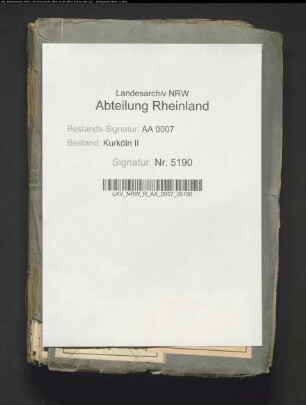 Landesarchiv NRW
Abteilung Rheinland
Bestands-Signatur: AA 0007
Bestand: Kurköln II
Signatur: Nr. 5190
LAV_NRW_R_AA_0007_05190